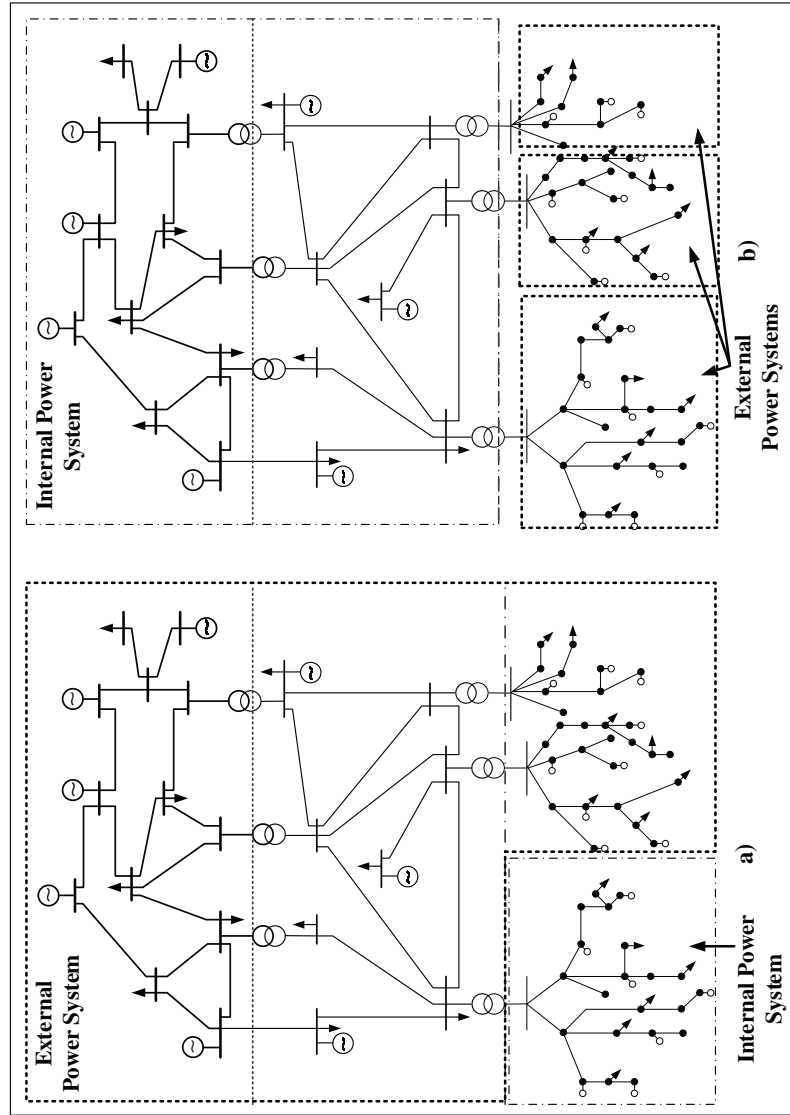 External
Power System
Internal Power
System
a)
Internal Power
System
External
Power Systems
b)